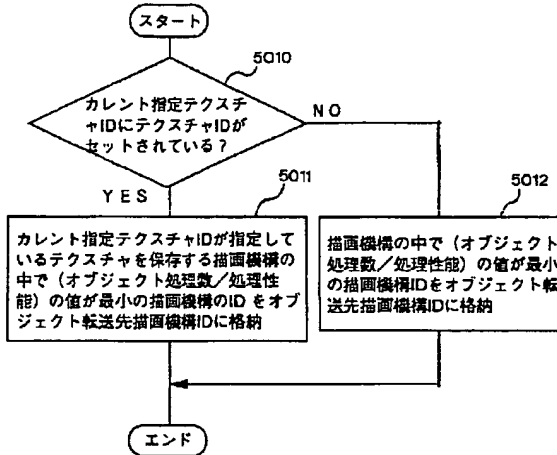 スタート
5010
カレント指定テクスチ
ャIDにテクスチャIDが
セットされている？
NO
YES
5011
カレント指定テクスチャIDが指定して
いるテクスチャを保存する描画機構の
中で（オブジェクト処理数／処理性
能）の値が最小の描画機構のID をオブ
ジェクト転送先描画機構IDに格納
5012
描画機構の中で（オブジェクト
処理数／処理性能）の値が最小
の描画機構IDをオブジェクト転
送先描画機構IDに格納
エンド